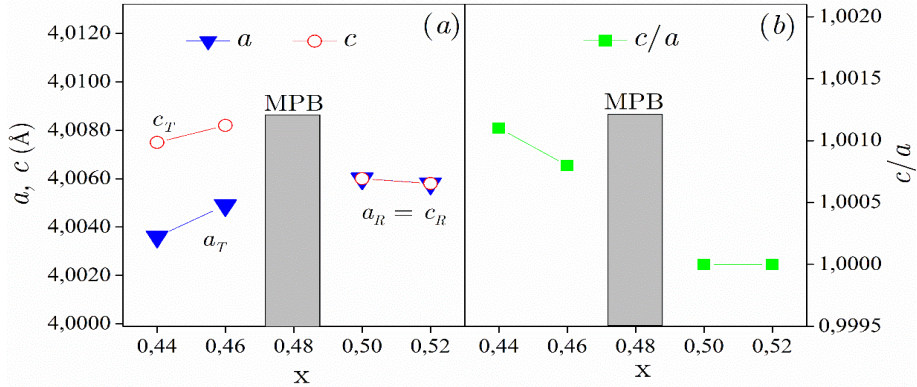 4,0120
4,0100
4,0080
4,0060
4,0040
4,0020
4,0000
a, c (Å)
a c (a)
MPB
c_T
a_T
a_R = c_R
0,44 0,46 0,48 0,50 0,52
x
c/a (b)
MPB
0,44 0,46 0,48 0,50 0,52
x
1,0020
1,0015
1,0010
1,0005
1,0000
0,9995
c/a